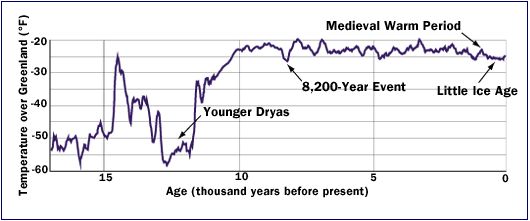 Temperature over Greenland (°F)
-20
-30
-40
-50
-60
Medieval Warm Period
8,200-Year Event
Little Ice Age
Younger Dryas
15
10
5
0
Age (thousand years before present)